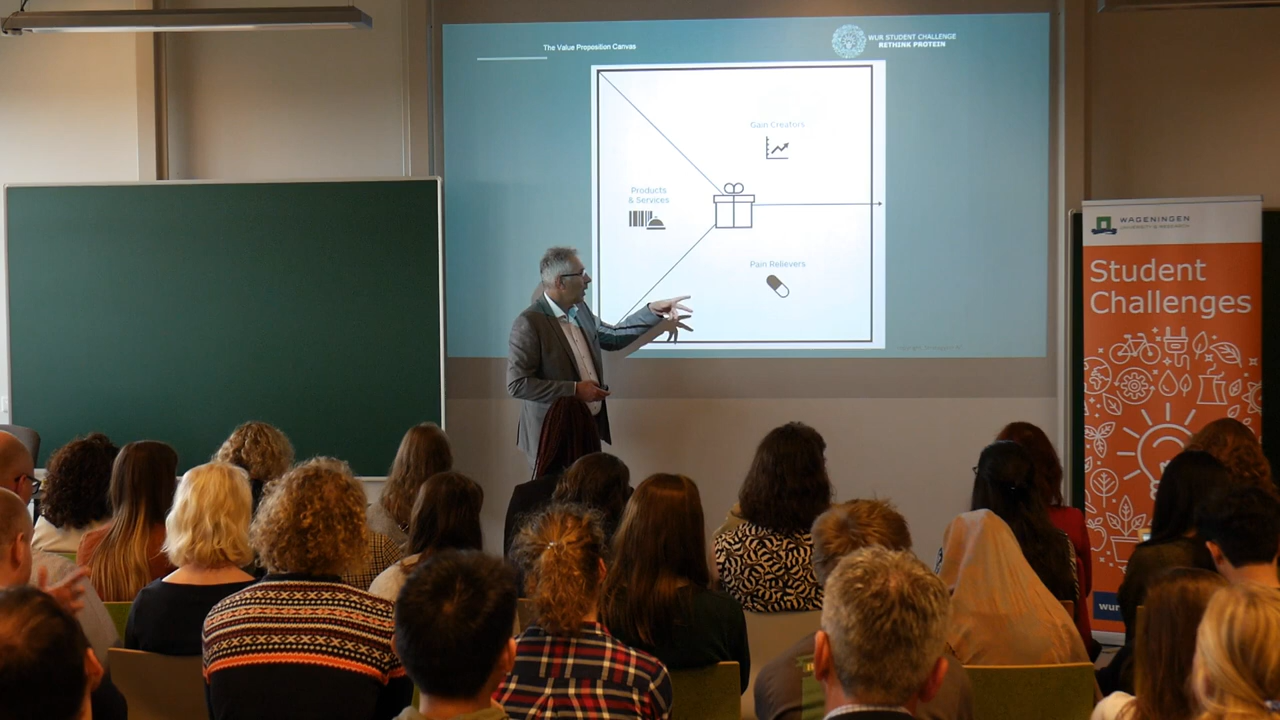 The Value Proposition Canvas
WUR STUDENT CHALLENGE
RETHINK PROTEIN
Gain Creators
Products
& Services
Pain Relievers
WAGENINGEN
UNIVERSITY & RESEARCH
Student
Challenges
wur